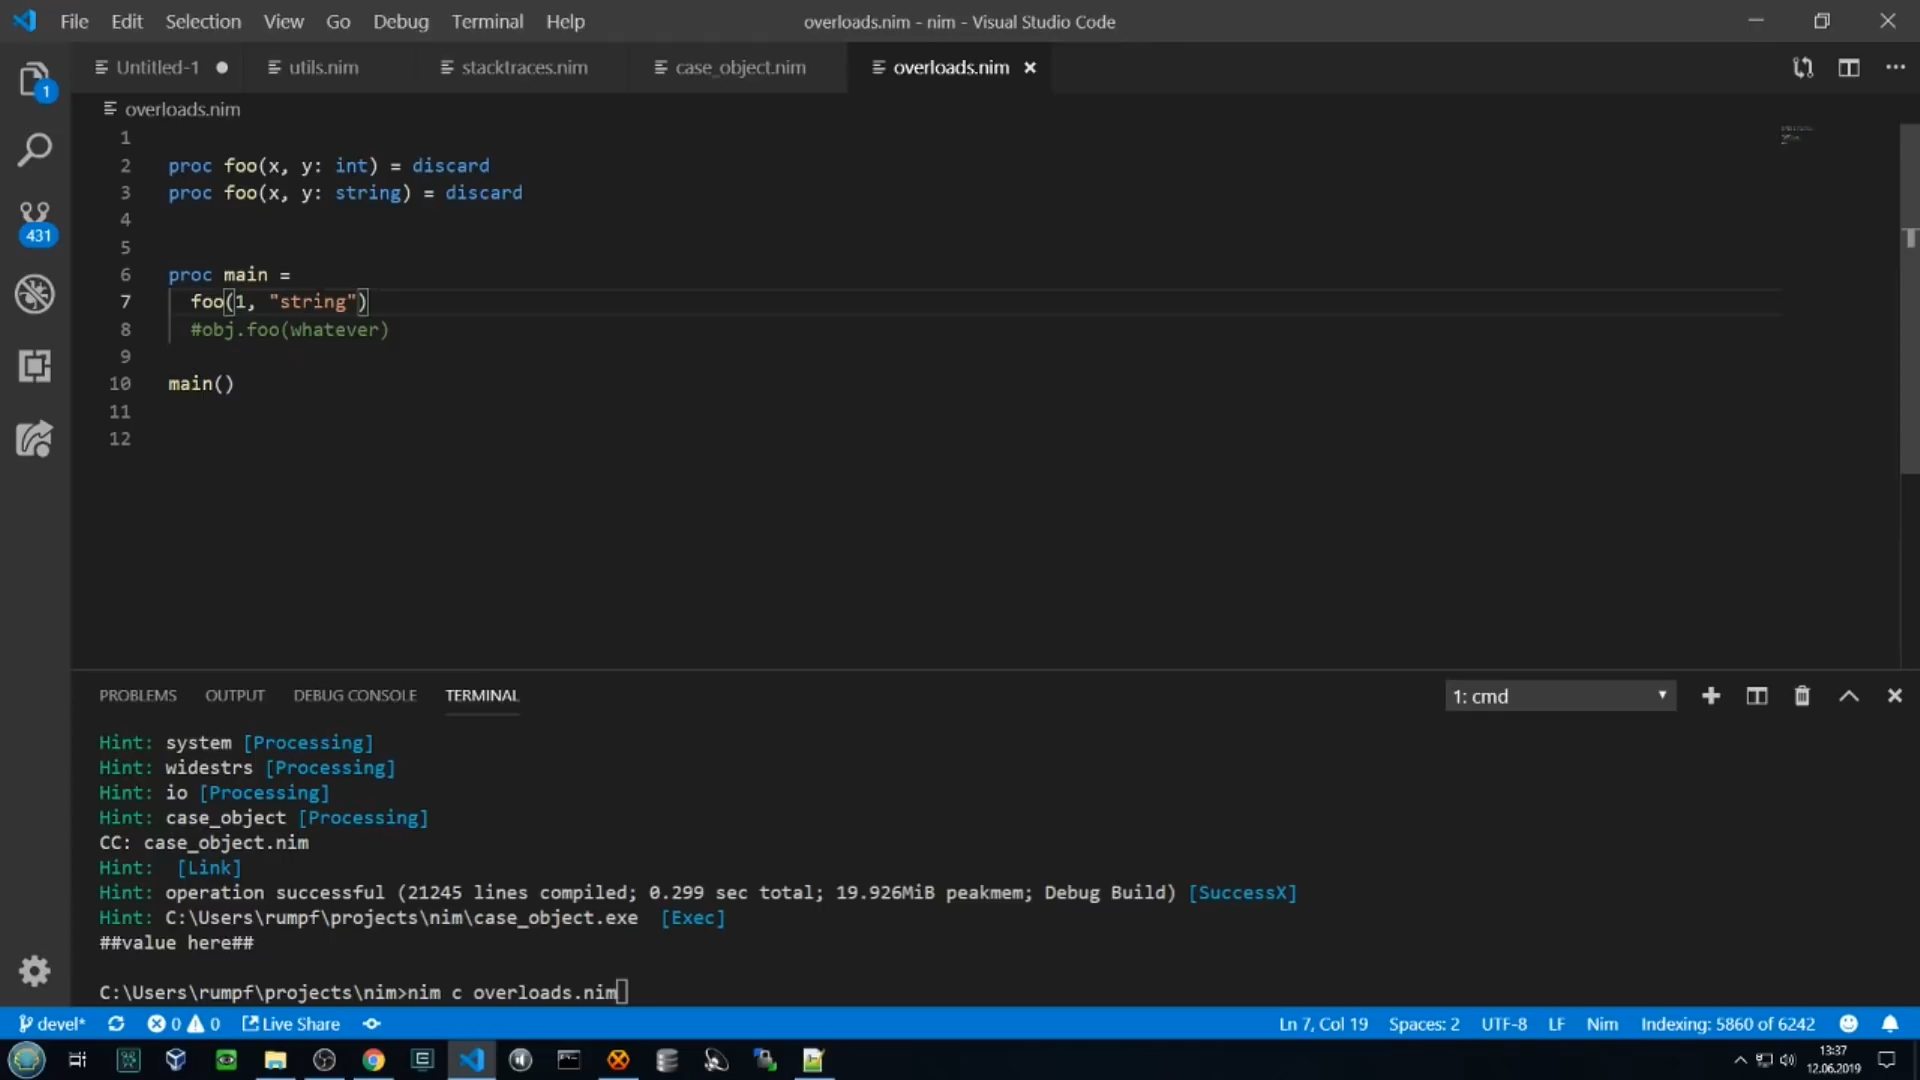 File Edit Selection View Go Debug Terminal Help
overloads.nim - nim - Visual Studio Code
Untitled-1 utils.nim stacktraces.nim case_object.nim overloads.nim
overloads.nim
1
2 proc foo(x, y: int) = discard
3 proc foo(x, y: string) = discard
4
5
6 proc main =
7 foo(1, "string")
8 #obj.foo(whatever)
9
10 main()
11
12
1
431
PROBLEMS OUTPUT DEBUG CONSOLE TERMINAL
1: cmd
Hint: system [Processing]
Hint: widestrs [Processing]
Hint: io [Processing]
Hint: case_object [Processing]
CC: case_object.nim
Hint:  [Link]
Hint: operation successful (21245 lines compiled; 0.299 sec total; 19.926MiB peakmem; Debug Build) [SuccessX]
Hint: C:\Users\rumpf\projects\nim\case_object.exe  [Exec]
##value here##
C:\Users\rumpf\projects\nim>nim c overloads.nim
devel* 0 0 Live Share
Ln 7, Col 19 Spaces: 2 UTF-8 LF Nim Indexing: 5860 of 6242
13:37
12.06.2019